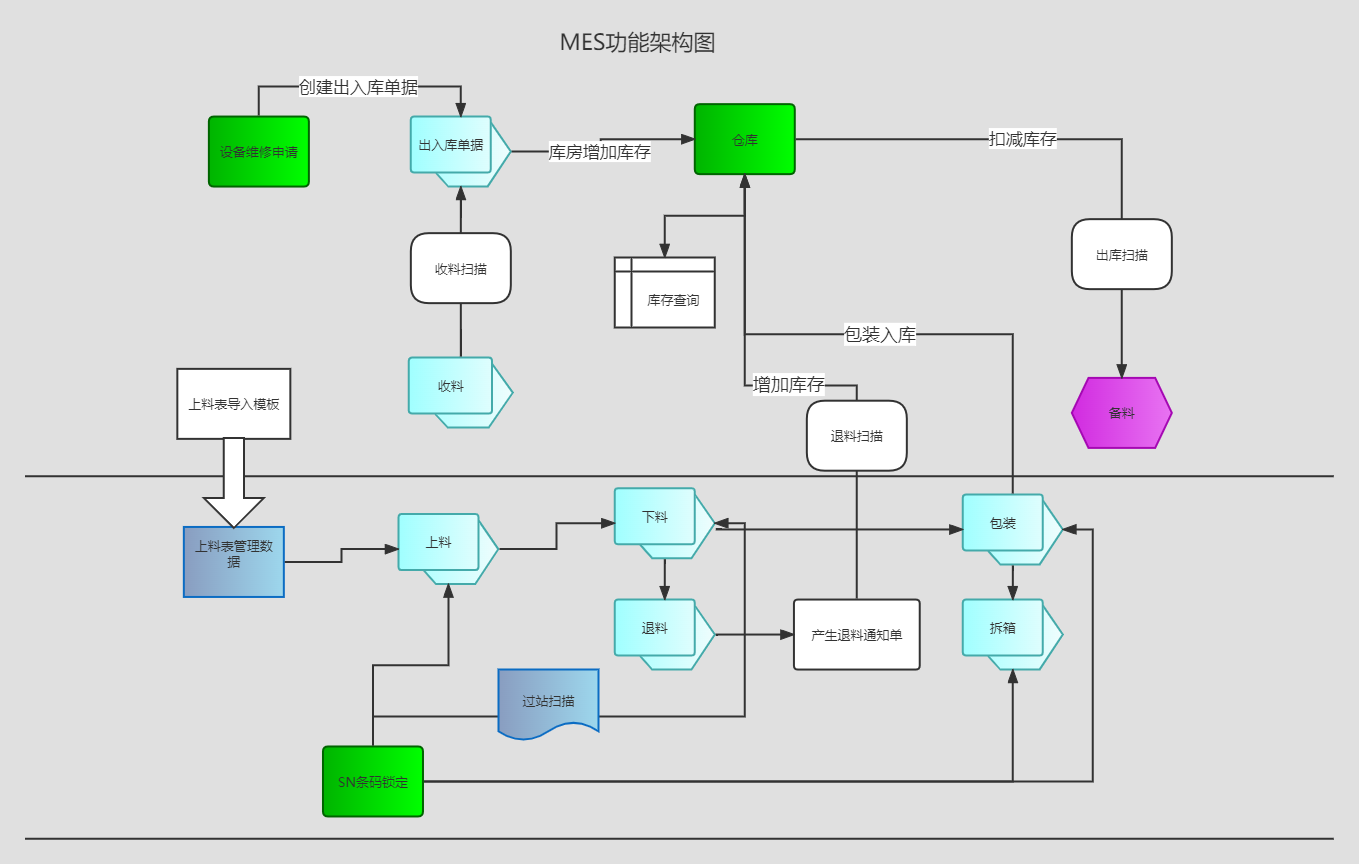 MES功能架构图
创建出入库单据
设备维修申请
出入库单据
库房增加库存
仓库
扣减库存
收料扫描
库存查询
出库扫描
包装入库
收料
增加库存
备料
上料表导入模板
退料扫描
上料表管理数
据
上料
下料
包装
退料
产生退料通知单
拆箱
过站扫描
SN条码锁定